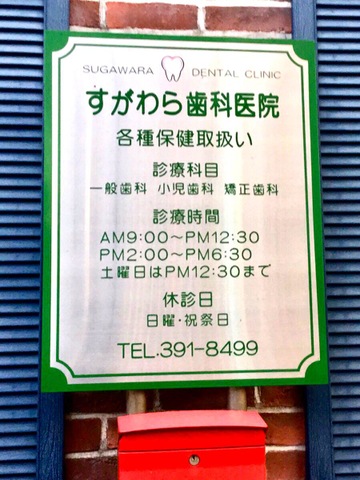 SUGAWARA DENTAL CLINIC
すがわら歯科医院
各種保健取扱い
診療科目
一般歯科 小児歯科 矯正歯科
診療時間
AM9:00〜PM12:30
PM2:00〜PM6:30
土曜日はPM12:30まで
休診日
日曜・祝祭日
TEL.391-8499